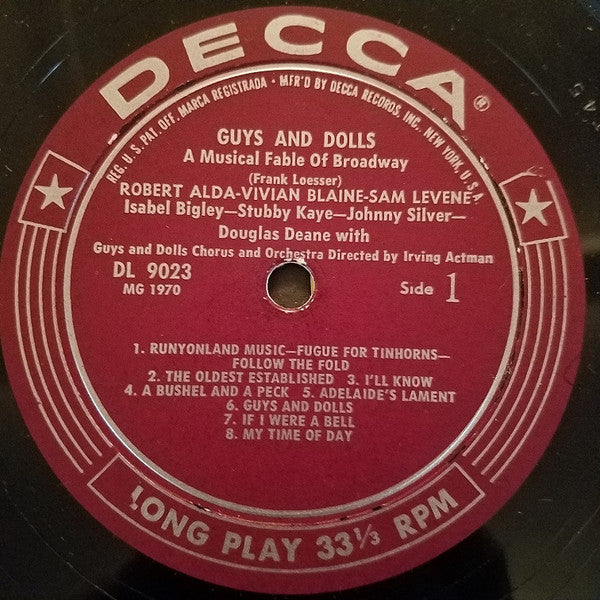 DECCA®
REG. U.S. PAT. OFF. MARCA REGISTRADA • MFR'D BY DECCA RECORDS, INC., NEW YORK, U.S.A.
GUYS AND DOLLS
A Musical Fable Of Broadway
(Frank Loesser)
ROBERT ALDA-VIVIAN BLAINE-SAM LEVENE
Isabel Bigley—Stubby Kaye—Johnny Silver—
Douglas Deane with
Guys and Dolls Chorus and Orchestra Directed by Irving Actman
DL 9023
MG 1970
Side 1
1. RUNYONLAND MUSIC—FUGUE FOR TINHORNS—
FOLLOW THE FOLD
2. THE OLDEST ESTABLISHED 3. I'LL KNOW
4. A BUSHEL AND A PECK 5. ADELAIDE'S LAMENT
6. GUYS AND DOLLS
7. IF I WERE A BELL
8. MY TIME OF DAY
LONG PLAY 33⅓ RPM